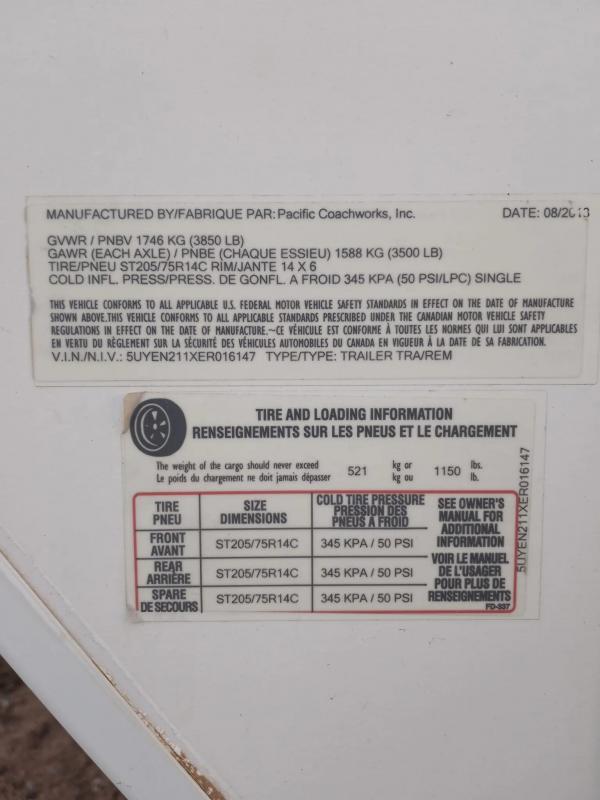 MANUFACTURED BY/FABRIQUE PAR: Pacific Coachworks, Inc. DATE: 08/2013
GVWR / PNBV 1746 KG (3850 LB)
GAWR (EACH AXLE) / PNBE (CHAQUE ESSIEU) 1588 KG (3500 LB)
TIRE/PNEU ST205/75R14C RIM/JANTE 14 X 6
COLD INFL. PRESS/PRESS. DE GONFL. A FROID 345 KPA (50 PSI/LPC) SINGLE
THIS VEHICLE CONFORMS TO ALL APPLICABLE U.S. FEDERAL MOTOR VEHICLE SAFETY STANDARDS IN EFFECT ON THE DATE OF MANUFACTURE
SHOWN ABOVE.THIS VEHICLE CONFORMS TO ALL APPLICABLE STANDARDS PRESCRIBED UNDER THE CANADIAN MOTOR VEHICLE SAFETY
REGULATIONS IN EFFECT ON THE DATE OF MANUFACTURE.~CE VÉHICULE EST CONFORME À TOUTES LES NORMES QUI LUI SONT APPLICABLES
EN VERTU DU RÈGLEMENT SUR LA SÉCURITÉ DES VÉHICULES AUTOMOBILES DU CANADA EN VIGUEUR À LA DATE DE SA FABRICATION.
V.I.N./N.I.V.: 5UYEN211XER016147 TYPE/TYPE: TRAILER TRA/REM
TIRE AND LOADING INFORMATION
RENSEIGNEMENTS SUR LES PNEUS ET LE CHARGEMENT
The weight of the cargo should never exceed
Le poids du chargement ne doit jamais dépasser
521
kg or
kg ou
1150
lbs.
lb.
TIRE
PNEU
SIZE
DIMENSIONS
COLD TIRE PRESSURE
PRESSION DES
PNEUS A FROID
SEE OWNER'S
MANUAL FOR
ADDITIONAL
INFORMATION
VOIR LE MANUEL
DE L'USAGER
POUR PLUS DE
RENSEIGNEMENTS
FRONT
AVANT
ST205/75R14C
345 KPA / 50 PSI
REAR
ARRIÈRE
ST205/75R14C
345 KPA / 50 PSI
SPARE
DE SECOURS
ST205/75R14C
345 KPA / 50 PSI
FD-337
5UYEN211XER016147